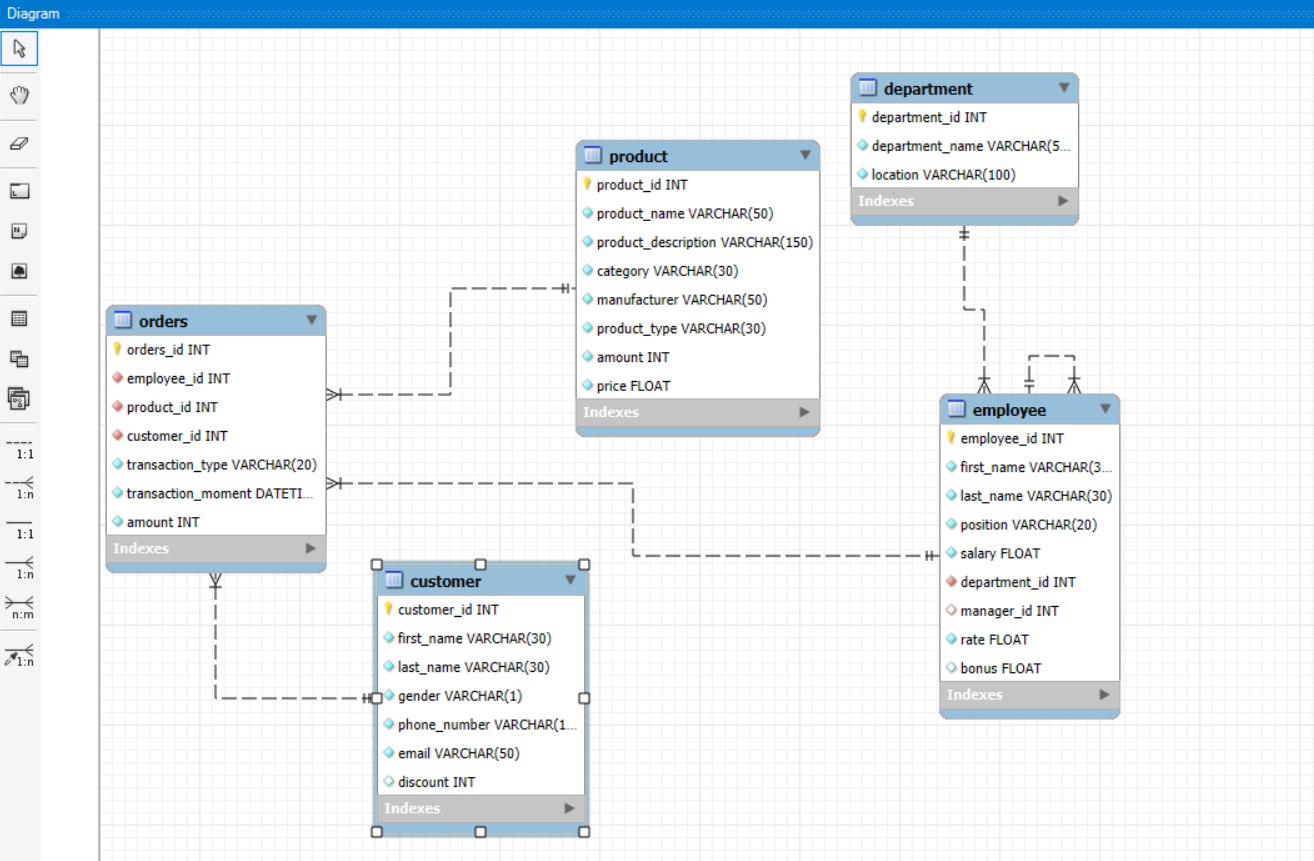 Diagram
department
department_id INT
department_name VARCHAR(5...
location VARCHAR(100)
Indexes
product
product_id INT
product_name VARCHAR(50)
product_description VARCHAR(150)
category VARCHAR(30)
manufacturer VARCHAR(50)
product_type VARCHAR(30)
amount INT
price FLOAT
Indexes
orders
orders_id INT
employee_id INT
product_id INT
customer_id INT
transaction_type VARCHAR(20)
transaction_moment DATETI...
amount INT
Indexes
employee
employee_id INT
first_name VARCHAR(3...
last_name VARCHAR(30)
position VARCHAR(20)
salary FLOAT
department_id INT
manager_id INT
rate FLOAT
bonus FLOAT
Indexes
customer
customer_id INT
first_name VARCHAR(30)
last_name VARCHAR(30)
gender VARCHAR(1)
phone_number VARCHAR(1...
email VARCHAR(50)
discount INT
Indexes
1:1
1:n
1:1
1:n
n:m
1:n